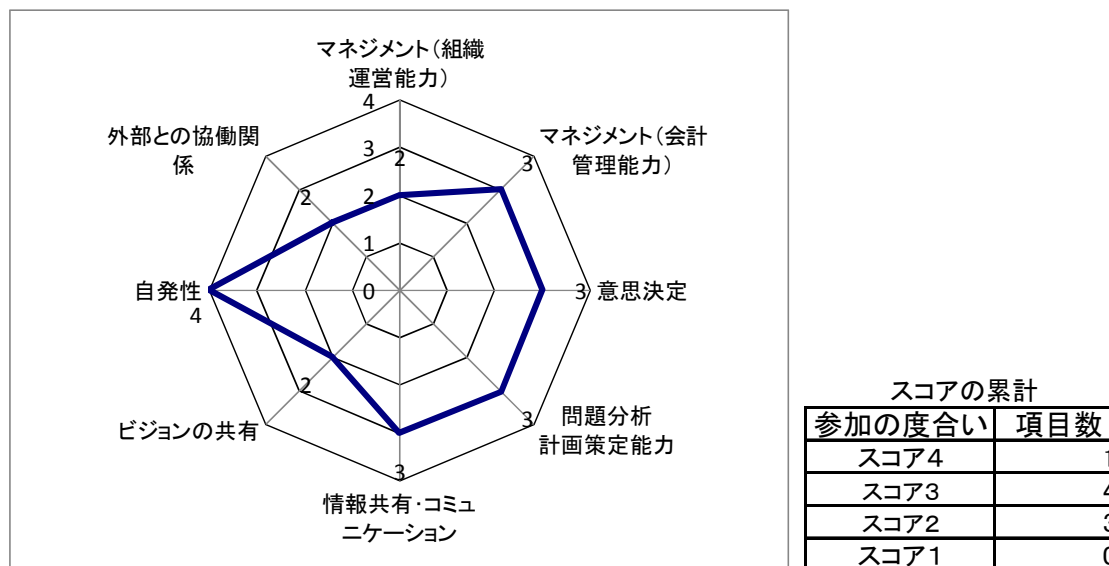 マネジメント（組織
運営能力）
4
外部との協働関
係
マネジメント（会計
管理能力）
3
3
2
2
2
1
自発性
4
0
3
意思決定
2
ビジョンの共有
3
問題分析
計画策定能力
3
情報共有・コミュ
ニケーション
スコアの累計
参加の度合い 項目数
スコア4 1
スコア3 4
スコア2 3
スコア1 0